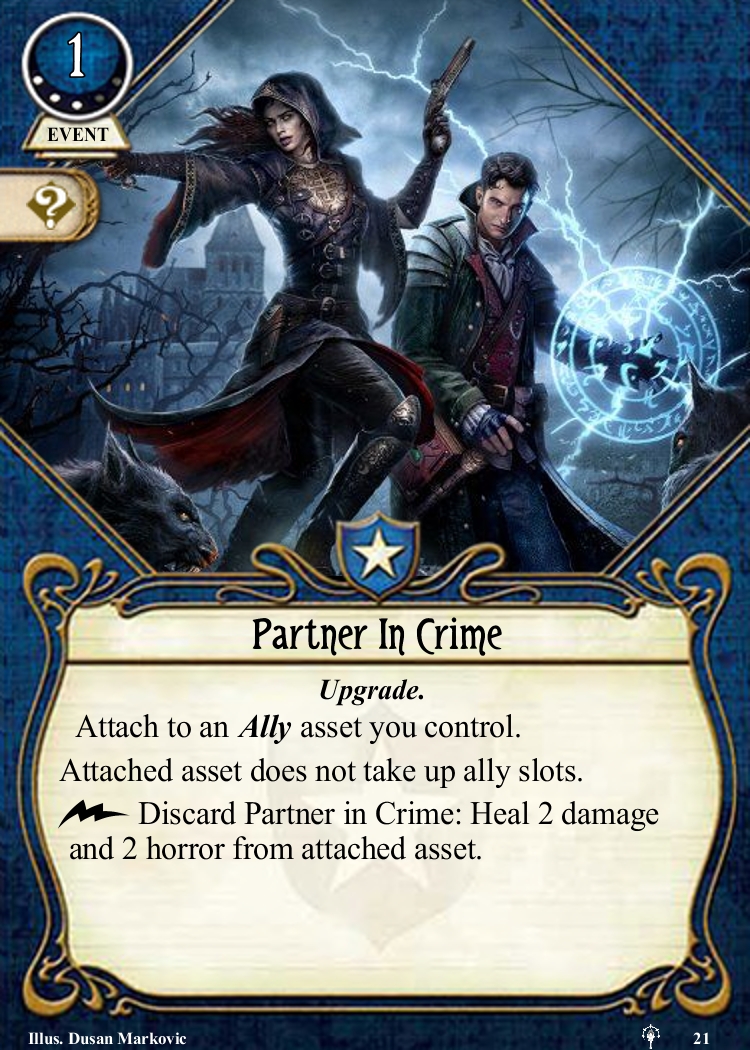 1
EVENT
?
Partner In Crime
Upgrade.
Attach to an Ally asset you control.
Attached asset does not take up ally slots.
Discard Partner in Crime: Heal 2 damage
and 2 horror from attached asset.
Illus. Dusan Markovic
21